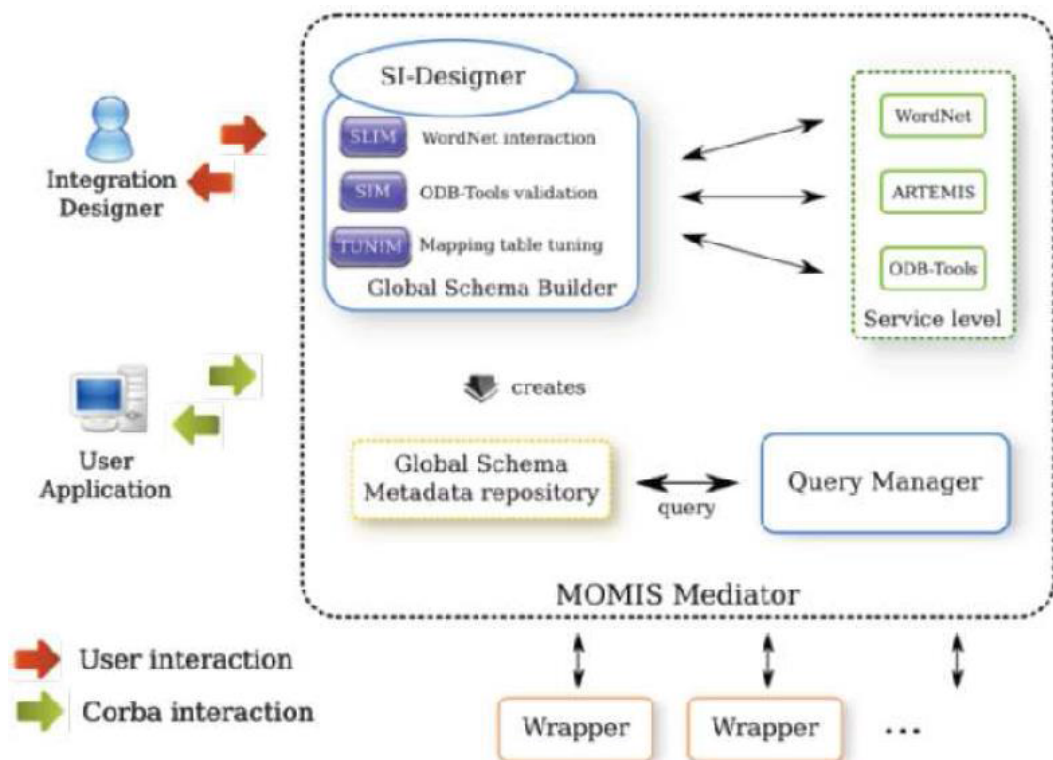 SI-Designer
SLIM WordNet interaction
SIM ODB-Tools validation
TUNIM Mapping table tuning
Global Schema Builder
WordNet
ARTEMIS
ODB-Tools
Service level
Integration
Designer
creates
User
Application
Global Schema
Metadata repository
query
Query Manager
MOMIS Mediator
User interaction
Corba interaction
Wrapper
Wrapper
...